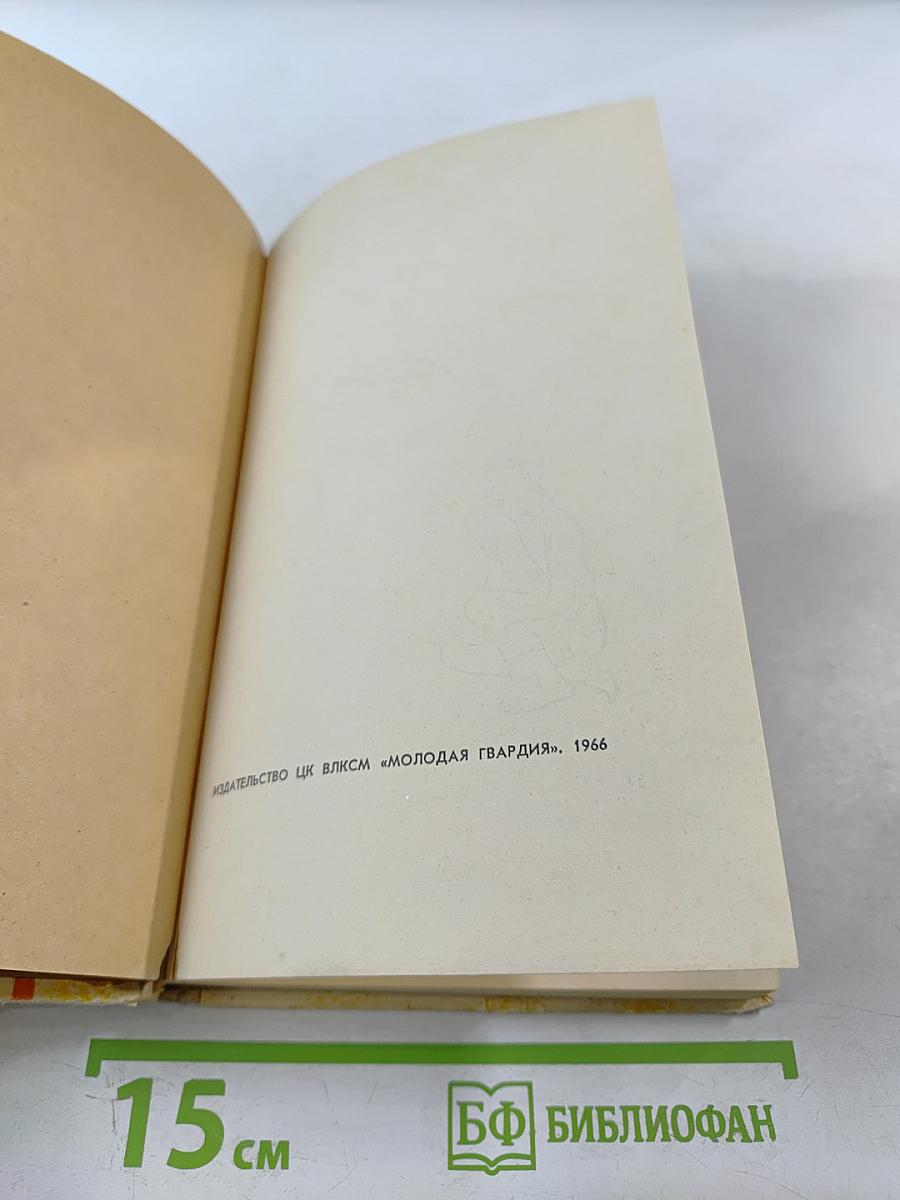 ИЗДАТЕЛЬСТВО ЦК ВЛКСМ «МОЛОДАЯ ГВАРДИЯ». 1966
15 см
БФ БИБЛИОФАН